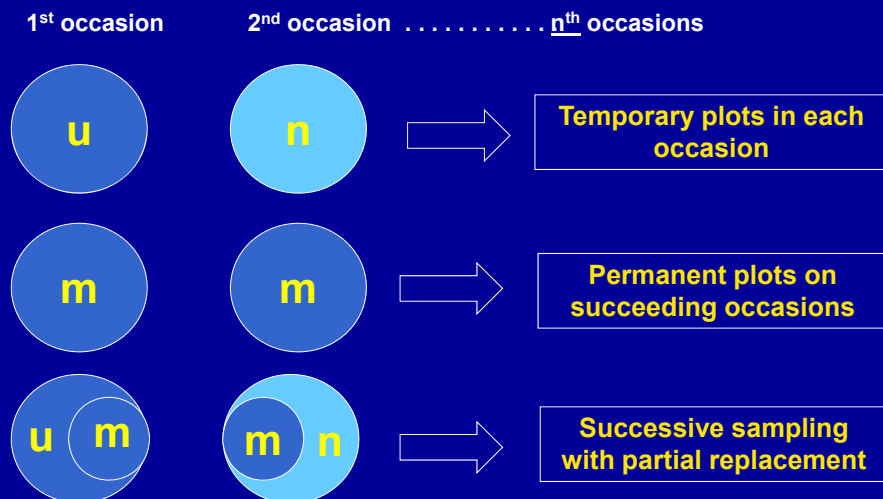 1st occasion 2nd occasion . . . . . . . . . . . nth occasions
u n
Temporary plots in each
occasion
m m
Permanent plots on
succeeding occasions
u m m n
Successive sampling
with partial replacement